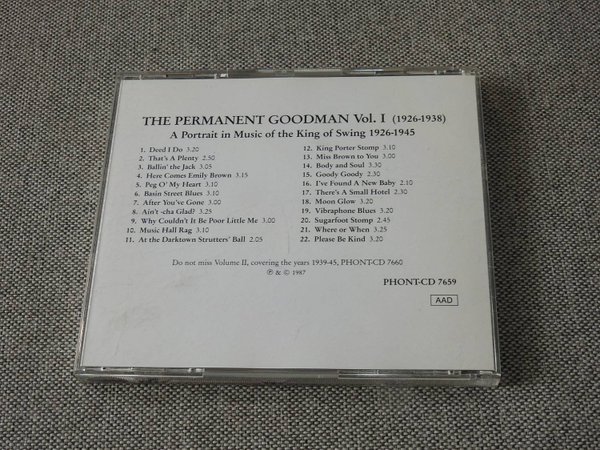 THE PERMANENT GOODMAN Vol. I (1926-1938)
A Portrait in Music of the King of Swing 1926-1945
1. Deed I Do 3.20
2. That's A Plenty 2.50
3. Ballin' the Jack 3.05
4. Here Comes Emily Brown 3.15
5. Peg O' My Heart 3.10
6. Basin Street Blues 3.10
7. After You've Gone 3.00
8. Ain't -cha Glad? 3.25
9. Why Couldn't It Be Poor Little Me 3.00
10. Music Hall Rag 3.10
11. At the Darktown Strutters' Ball 2.05
12. King Porter Stomp 3.10
13. Miss Brown to You 3.00
14. Body and Soul 3.30
15. Goody Goody 2.30
16. I've Found A New Baby 2.10
17. There's A Small Hotel 2.30
18. Moon Glow 3.20
19. Vibraphone Blues 3.20
20. Sugarfoot Stomp 2.45
21. Where or When 3.25
22. Please Be Kind 3.20
Do not miss Volume II, covering the years 1939-45, PHONT-CD 7660
℗ & © 1987
PHONT-CD 7659
AAD